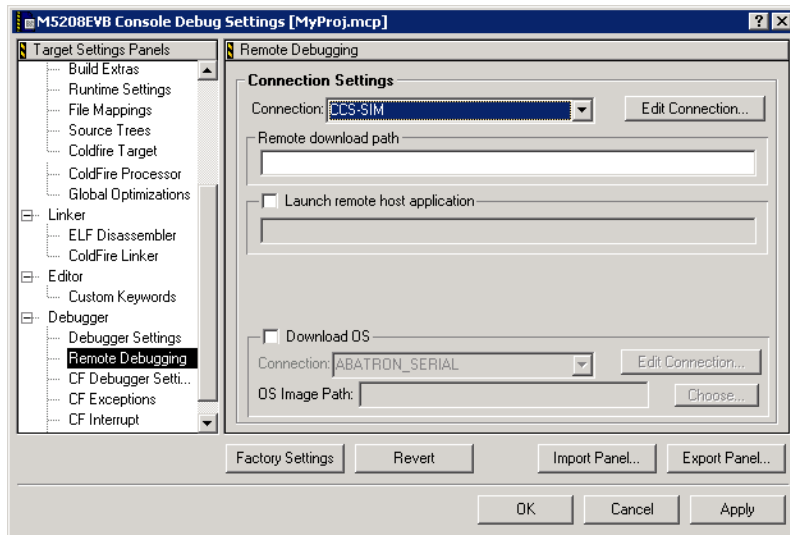 M5208EVB Console Debug Settings [MyProj.mcp]
Target Settings Panels
Build Extras
Runtime Settings
File Mappings
Source Trees
Coldfire Target
ColdFire Processor
Global Optimizations
Linker
ELF Disassembler
ColdFire Linker
Editor
Custom Keywords
Debugger
Debugger Settings
Remote Debugging
CF Debugger Setti...
CF Exceptions
CF Interrupt
Remote Debugging
Connection Settings
Connection: CCS-SIM Edit Connection...
Remote download path
Launch remote host application
Download OS
Connection: ABATRON_SERIAL Edit Connection...
OS Image Path: Choose...
Factory Settings Revert Import Panel... Export Panel...
OK Cancel Apply